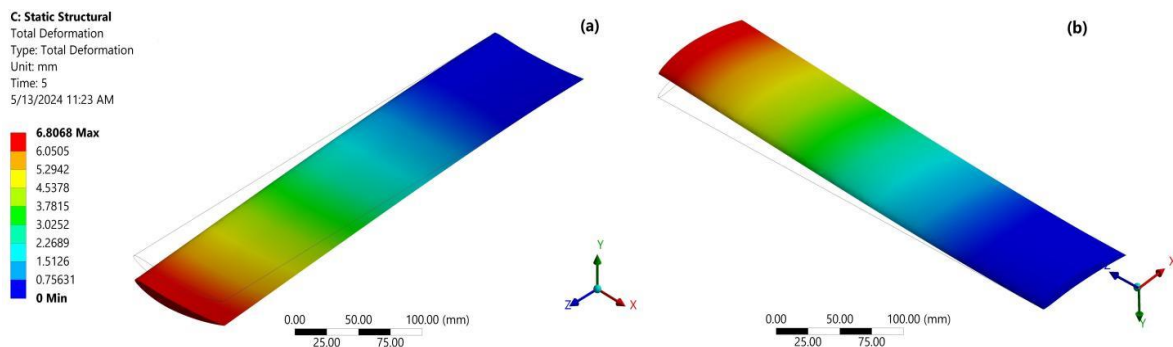 C: Static Structural
Total Deformation
Type: Total Deformation
Unit: mm
Time: 5
5/13/2024 11:23 AM
6.8068 Max
6.0505
5.2942
4.5378
3.7815
3.0252
2.2689
1.5126
0.75631
0 Min
(a)
Y
Z
X
0.00 50.00 100.00 (mm)
25.00 75.00
(b)
X
Z
Y
0.00 50.00 100.00 (mm)
25.00 75.00